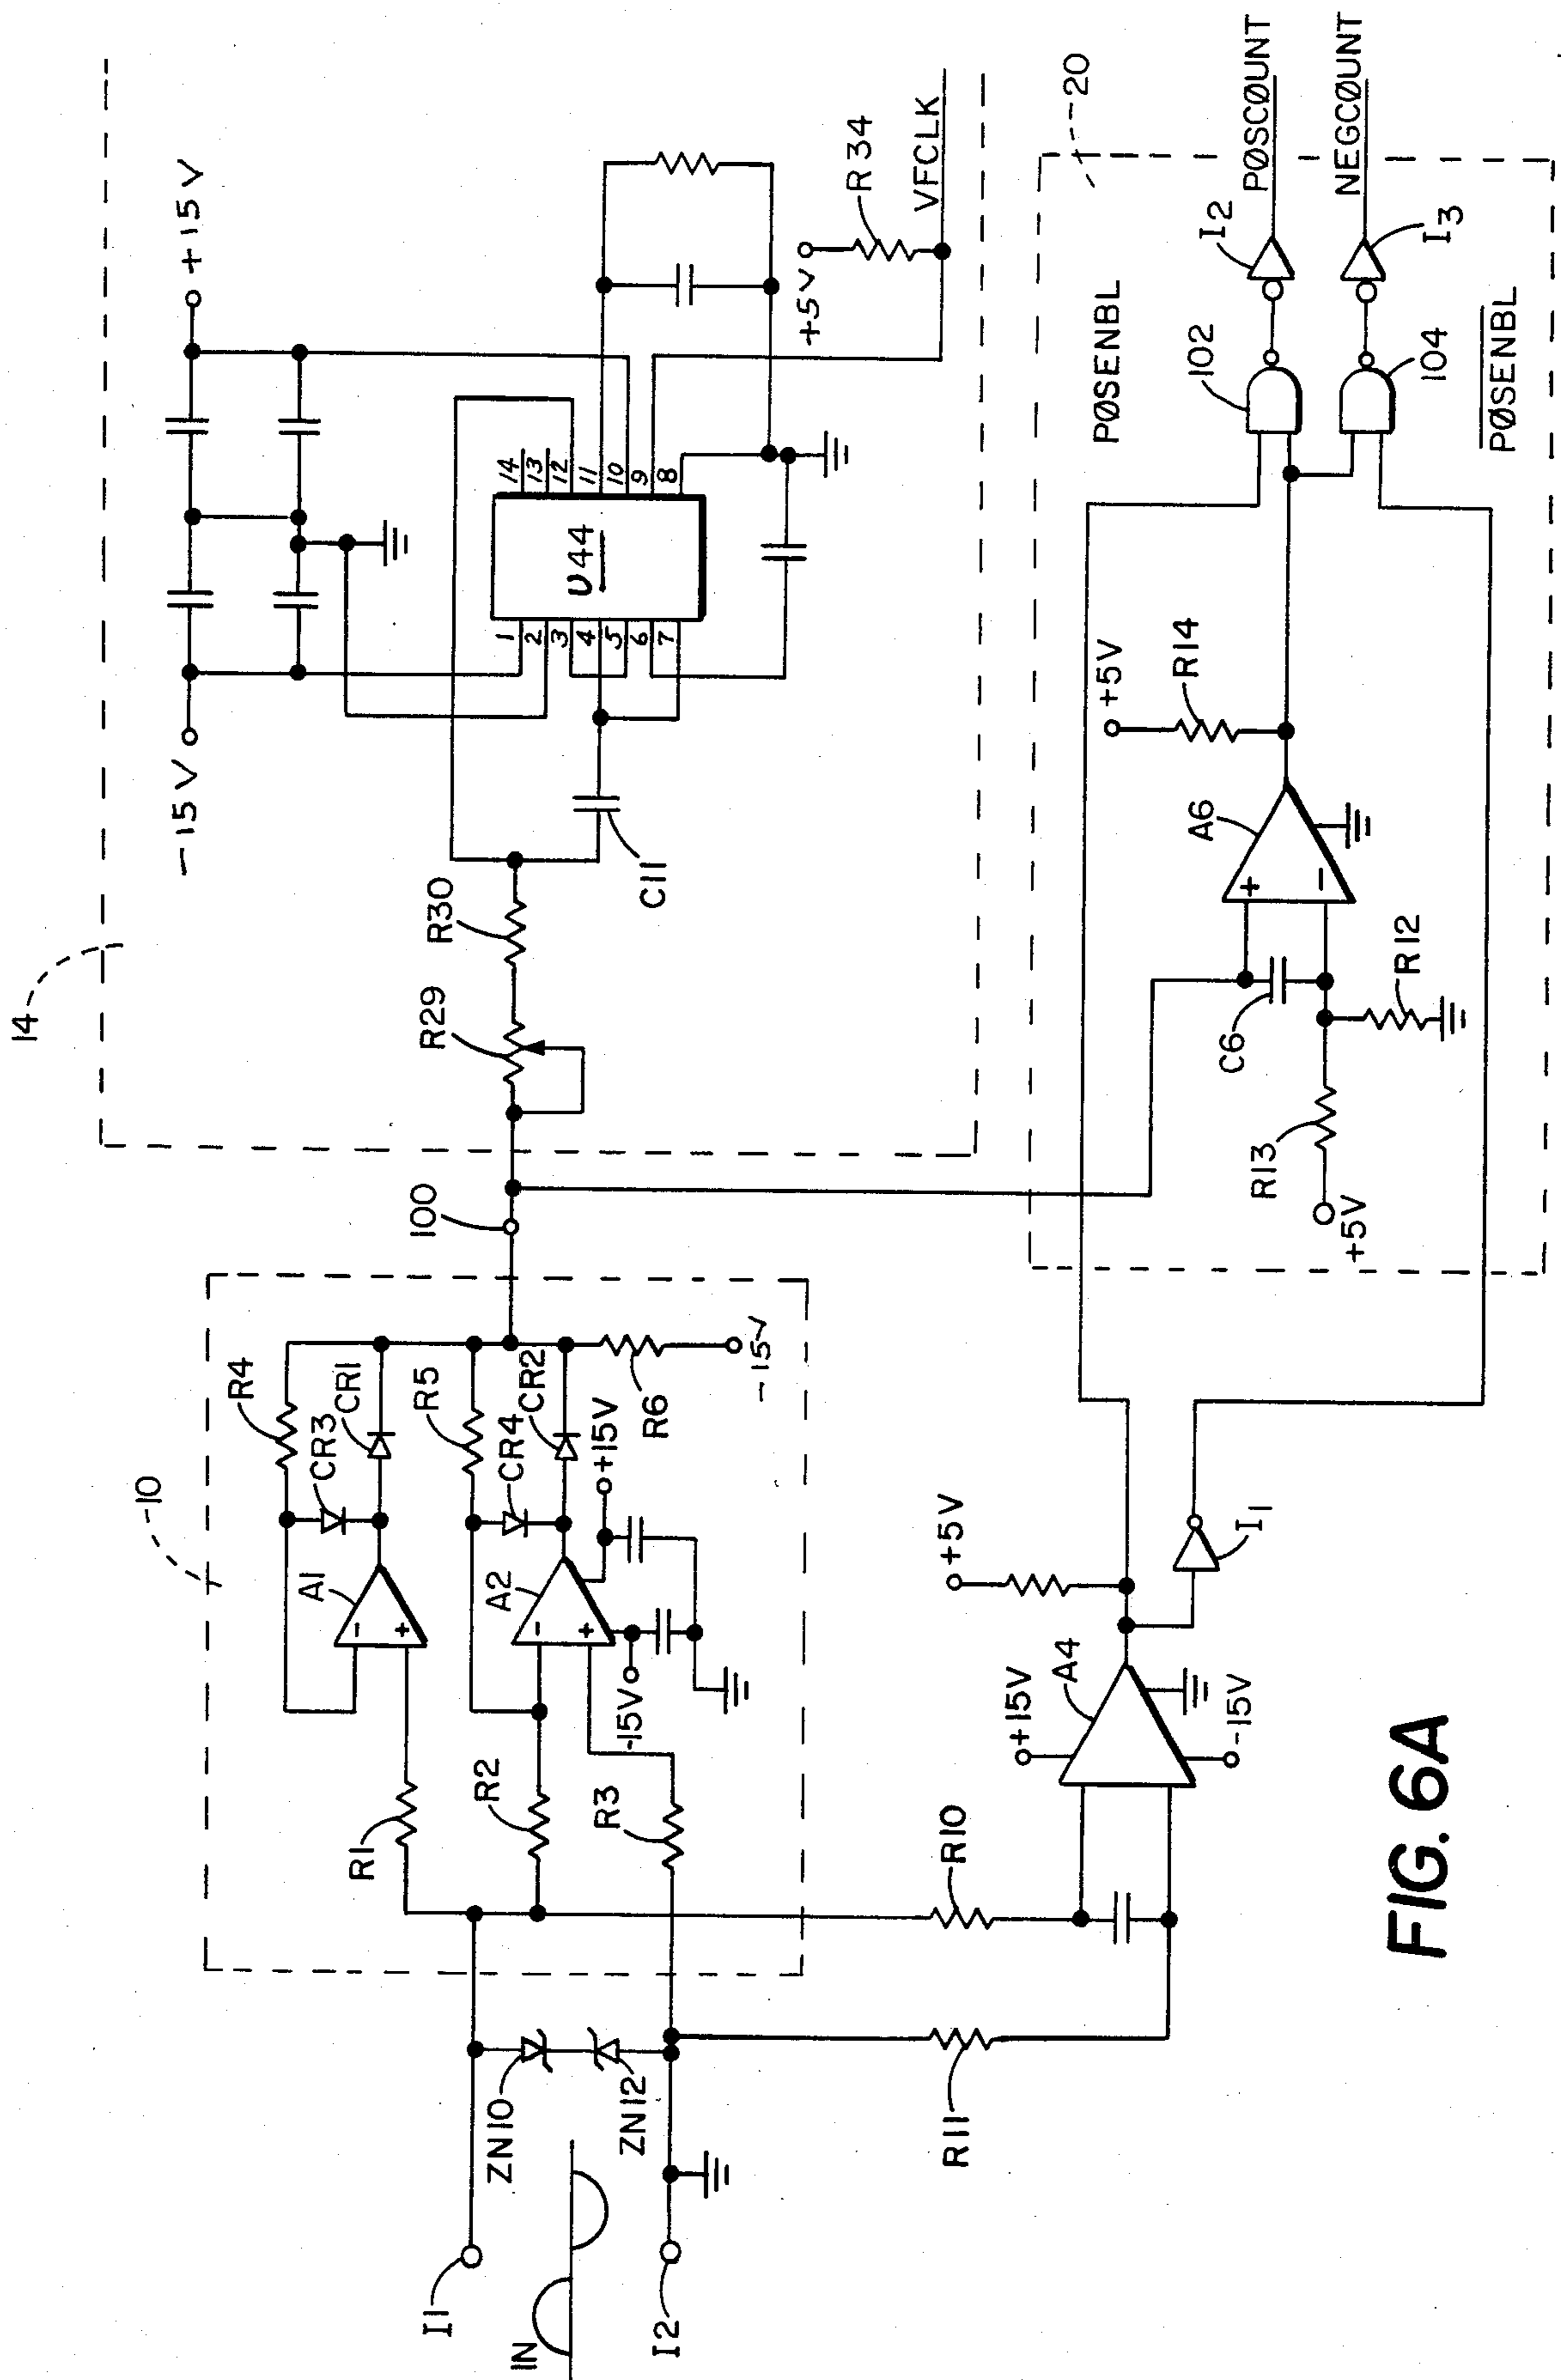 14
-15V
+15V
U44
1
2
3
4
5
6
7
14
13
12
11
10
9
8
R29
R30
C11
+5V
R34
VFCLK
100
10
R4
CR3
CR1
A1
R1
R5
CR4
CR2
A2
R2
R3
+15V
-15V
R6
-15V
I1
IN
I2
ZN10
ZN12
R10
R11
+15V
A4
-15V
+5V
I1
20
PØSENBL
102
I2
PØSCØUNT
NEGCØUNT
I3
104
PØSENBL
+5V
R14
A6
+
-
C6
R13
+5V
R12
-
+
-
+
FIG. 6A